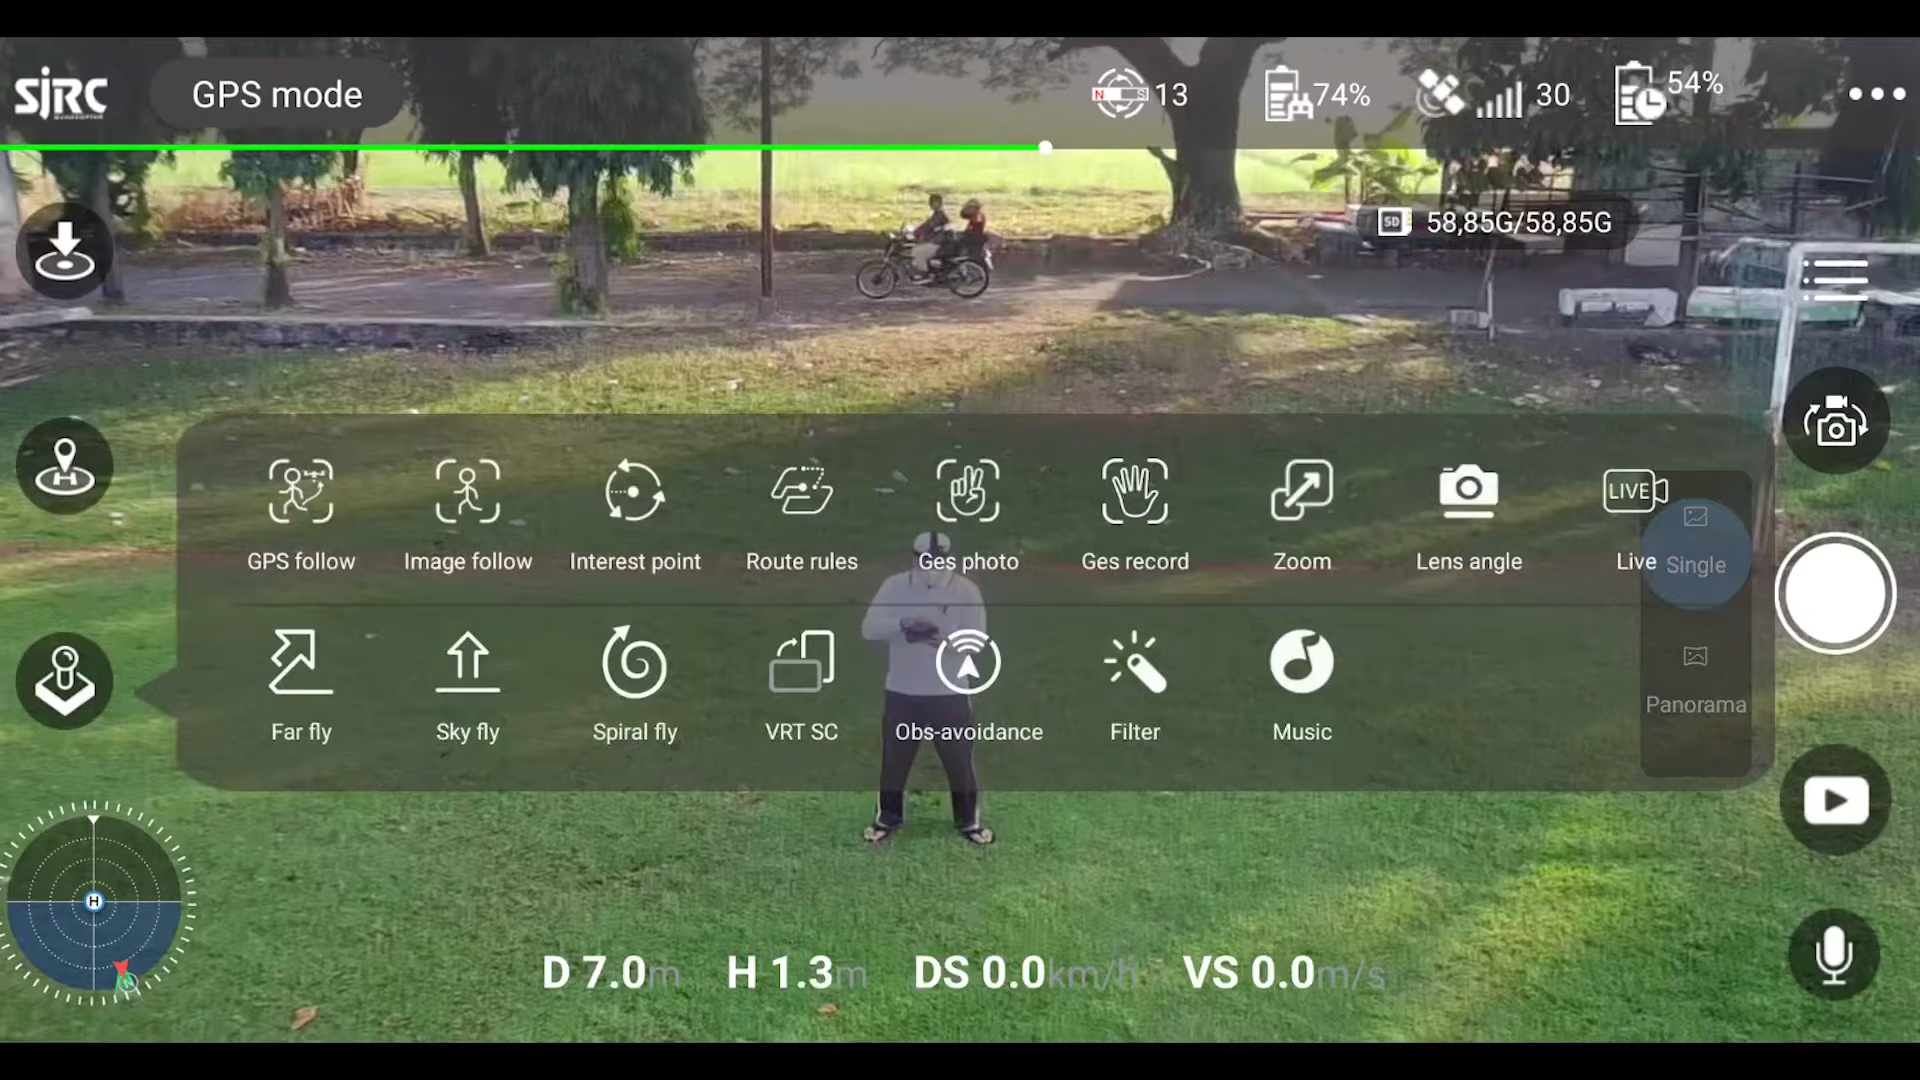 SJRC
GPS mode
N S 13
74%
30
54%
SD 58,85G/58,85G
GPS follow
Image follow
Interest point
Route rules
Ges photo
Ges record
Zoom
Lens angle
LIVE
Live
Single
Far fly
Sky fly
Spiral fly
VRT SC
Obs-avoidance
Filter
Music
Panorama
H
D 7.0m H 1.3m DS 0.0km/h VS 0.0m/s